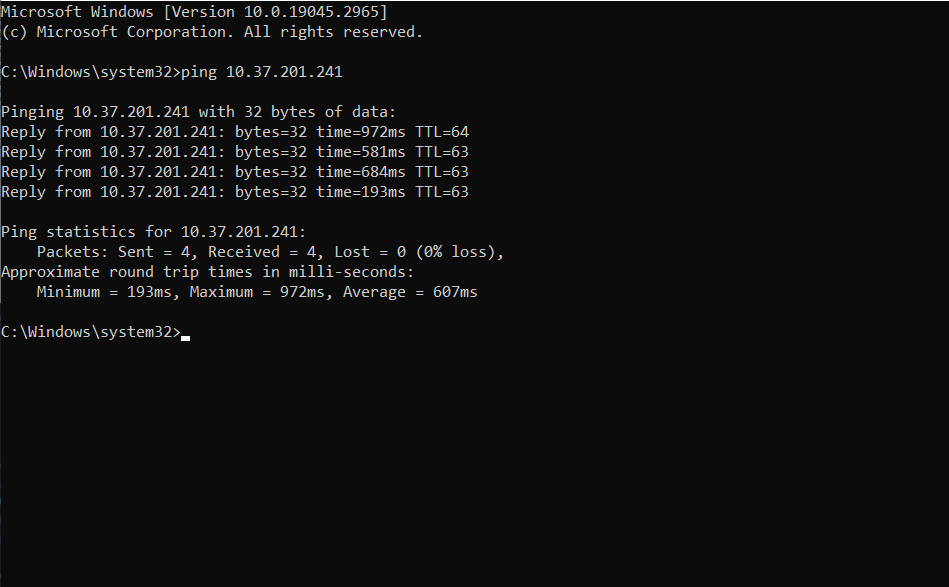 Microsoft Windows [Version 10.0.19045.2965]
(c) Microsoft Corporation. All rights reserved.
C:\Windows\system32>ping 10.37.201.241
Pinging 10.37.201.241 with 32 bytes of data:
Reply from 10.37.201.241: bytes=32 time=972ms TTL=64
Reply from 10.37.201.241: bytes=32 time=581ms TTL=63
Reply from 10.37.201.241: bytes=32 time=684ms TTL=63
Reply from 10.37.201.241: bytes=32 time=193ms TTL=63
Ping statistics for 10.37.201.241:
    Packets: Sent = 4, Received = 4, Lost = 0 (0% loss),
Approximate round trip times in milli-seconds:
    Minimum = 193ms, Maximum = 972ms, Average = 607ms
C:\Windows\system32>